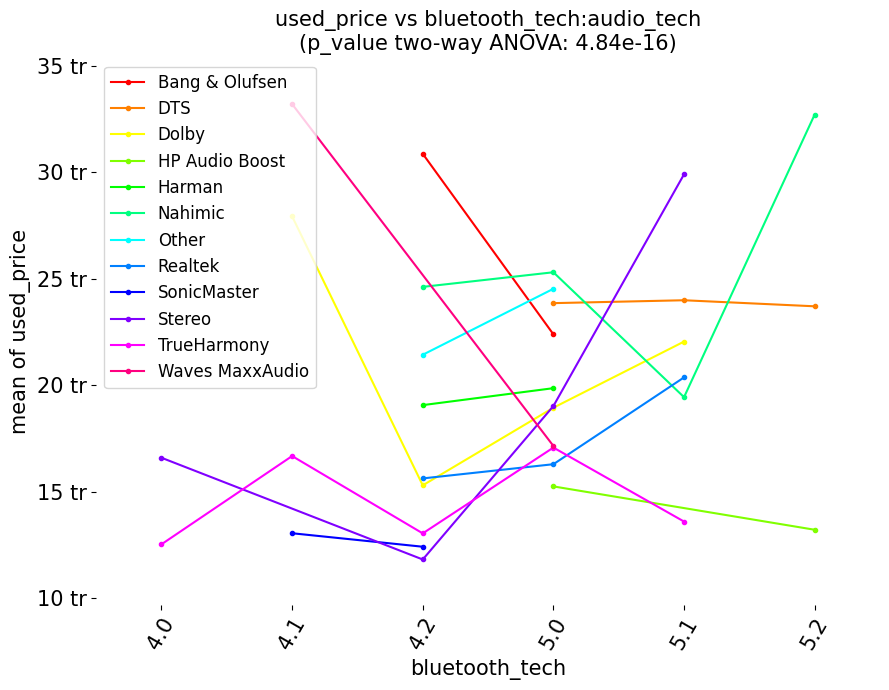 used_price vs bluetooth_tech:audio_tech
(p_value two-way ANOVA: 4.84e-16)
35 tr
30 tr
25 tr
20 tr
15 tr
10 tr
mean of used_price
Bang & Olufsen
DTS
Dolby
HP Audio Boost
Harman
Nahimic
Other
Realtek
SonicMaster
Stereo
TrueHarmony
Waves MaxxAudio
4.0
4.1
4.2
5.0
5.1
5.2
bluetooth_tech